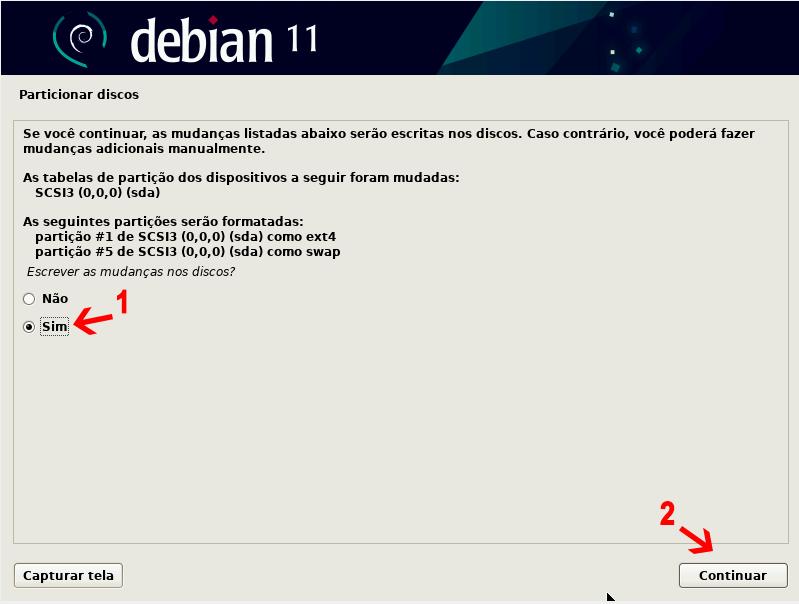 debian 11
Particionar discos
Se você continuar, as mudanças listadas abaixo serão escritas nos discos. Caso contrário, você poderá fazer
mudanças adicionais manualmente.
As tabelas de partição dos dispositivos a seguir foram mudadas:
SCSI3 (0,0,0) (sda)
As seguintes partições serão formatadas:
partição #1 de SCSI3 (0,0,0) (sda) como ext4
partição #5 de SCSI3 (0,0,0) (sda) como swap
Escrever as mudanças nos discos?
Não
1
Sim
2
Capturar tela
Continuar